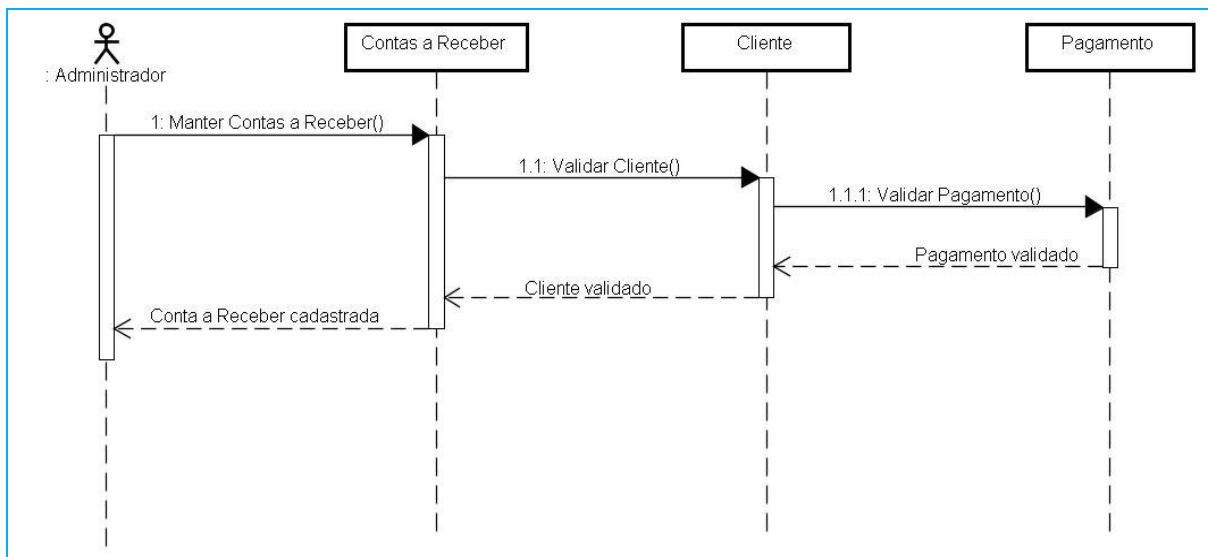 : Administrador
Contas a Receber
Cliente
Pagamento
1: Manter Contas a Receber()
1.1: Validar Cliente()
1.1.1: Validar Pagamento()
Pagamento validado
Cliente validado
Conta a Receber cadastrada